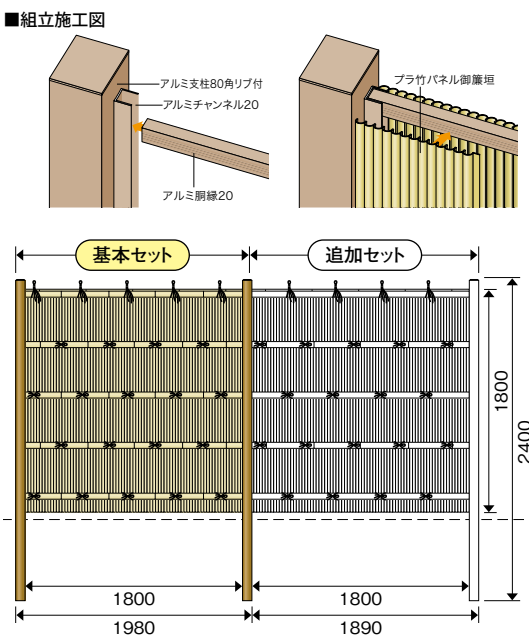 ■組立施工図
アルミ支柱80角リブ付
アルミチャンネル20
アルミ胴縁20
プラ竹パネル御簾垣
基本セット
追加セット
1800
2400
1800
1800
1980
1890